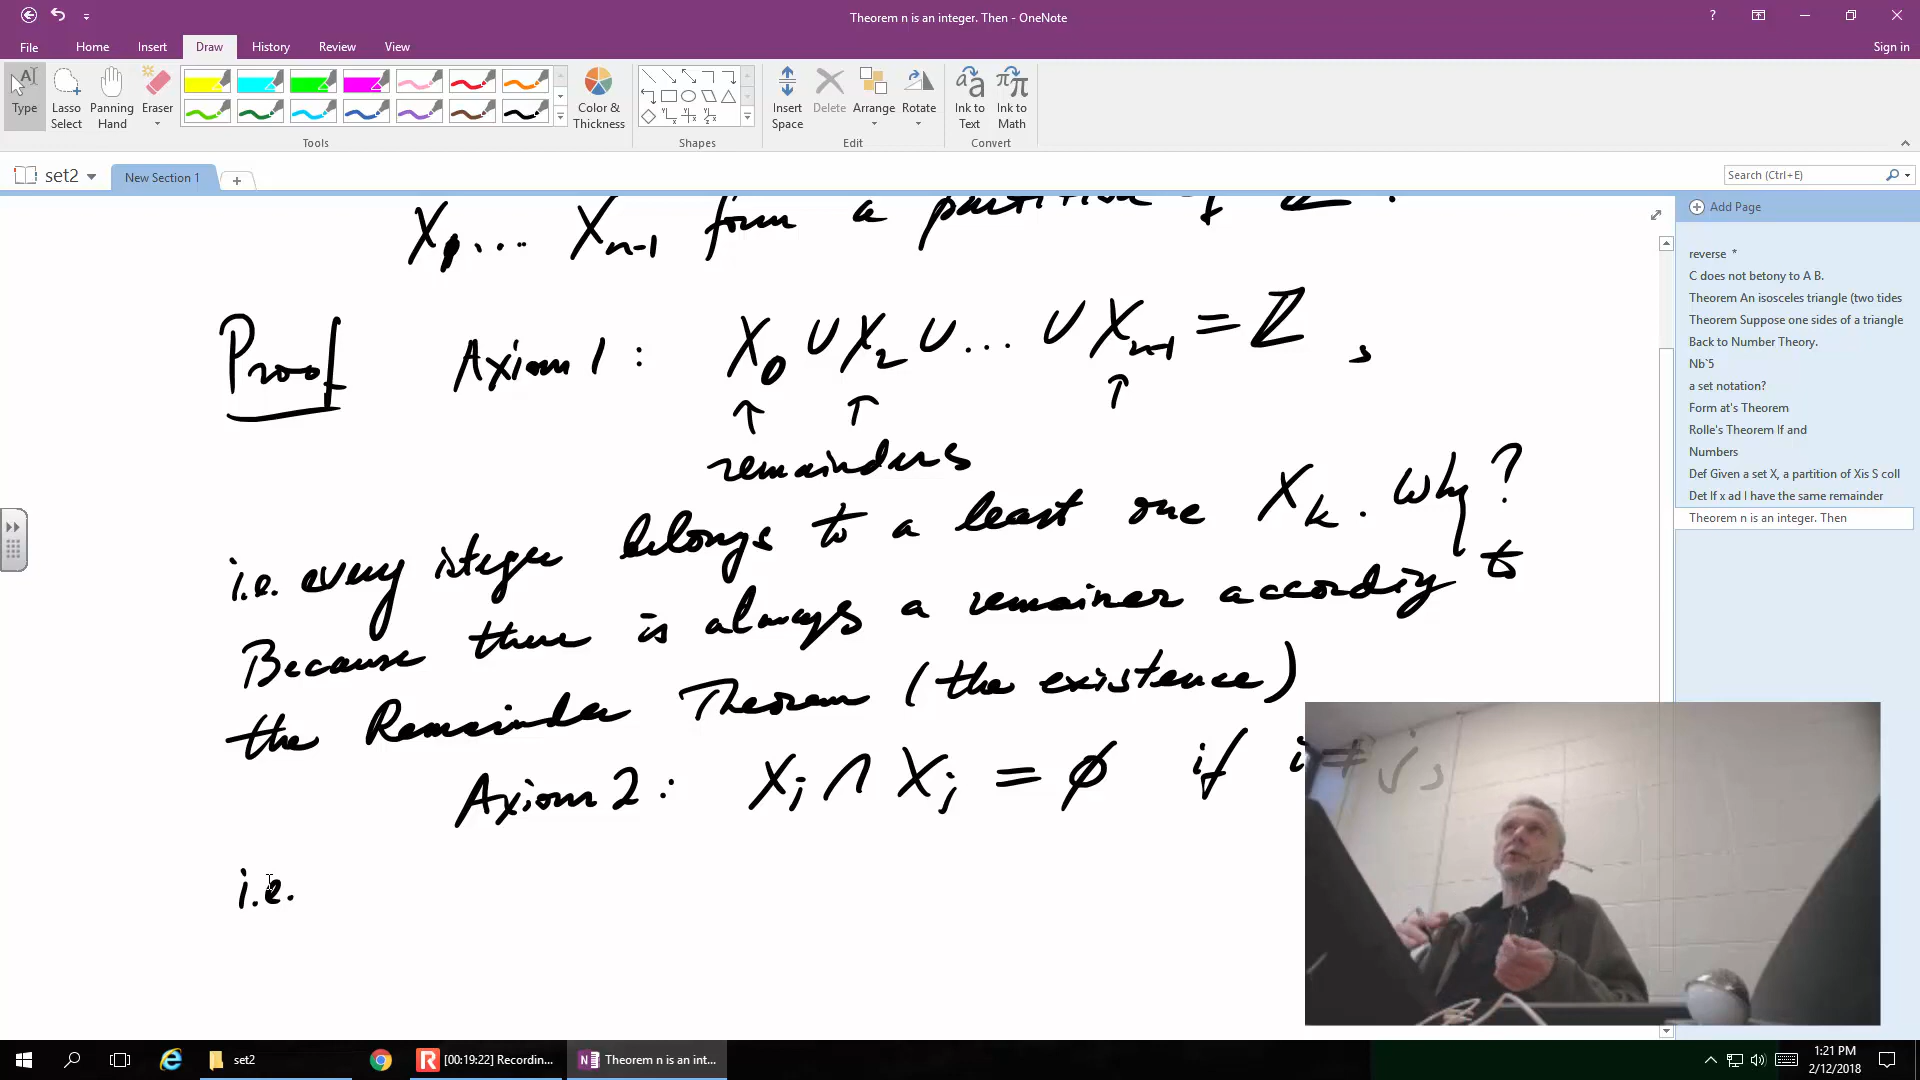 Theorem n is an integer. Then - OneNote
File Home Insert Draw History Review View Sign in
Type
Lasso Select
Panning Hand
Eraser
Tools
Color & Thickness
Shapes
Insert Space
Delete
Arrange
Rotate
Edit
Ink to Text
Ink to Math
Convert
set2
New Section 1
Search (Ctrl+E)
Add Page
reverse *
C does not betony to A B.
Theorem An isosceles triangle (two tides
Theorem Suppose one sides of a triangle
Back to Number Theory.
Nb`5
a set notation?
Form at's Theorem
Rolle's Theorem If and
Numbers
Def Given a set X, a partition of Xis S coll
Det If x ad I have the same remainder
Theorem n is an integer. Then
X₀ ... Xₙ₋₁ form a partition of ℤ.
Proof Axiom 1 : X₀ ∪ X₂ ∪ ... ∪ Xₙ₋₁ = ℤ ,
↑ ↑ ↑
remainders
i.e. every integer belongs to a least one Xₖ. Why?
Because there is always a remainer accordiy to
the Remainder Theorem (the existence)
Axiom 2 : Xᵢ ∩ Xⱼ = ∅ if i ≠ j,
i.e.
set2
[00:19:22] Recordin...
Theorem n is an int...
1:21 PM
2/12/2018